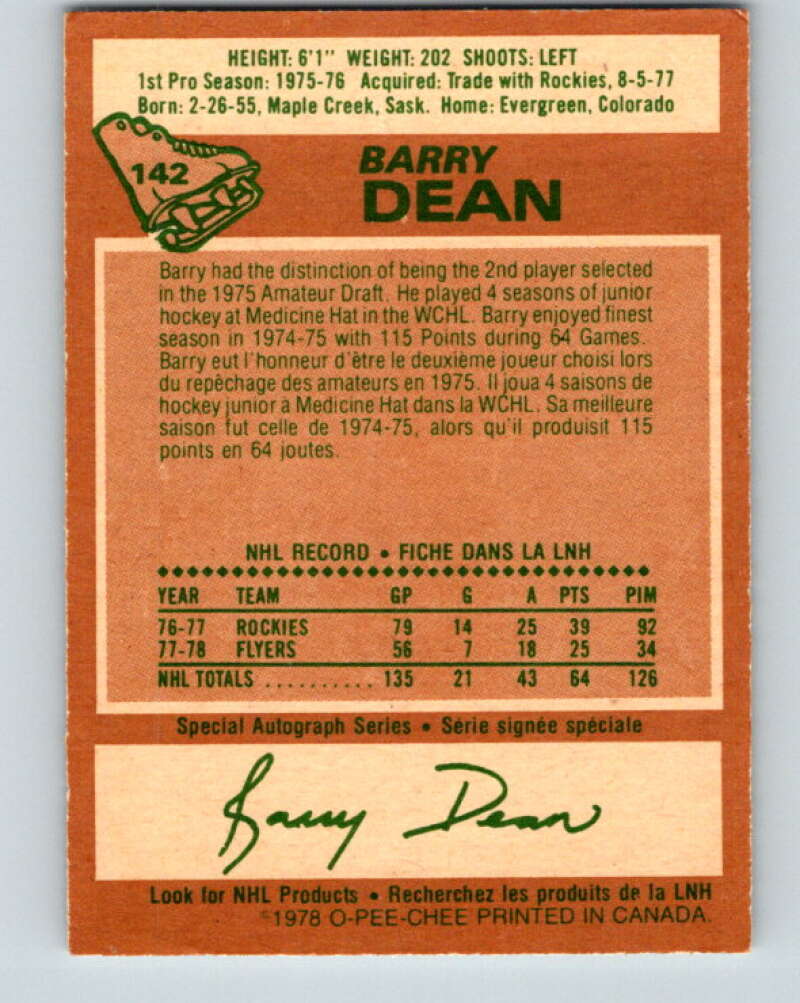 HEIGHT: 6'1" WEIGHT: 202 SHOOTS: LEFT
1st Pro Season: 1975-76 Acquired: Trade with Rockies, 8-5-77
Born: 2-26-55, Maple Creek, Sask. Home: Evergreen, Colorado
142
BARRY
DEAN
Barry had the distinction of being the 2nd player selected
in the 1975 Amateur Draft. He played 4 seasons of junior
hockey at Medicine Hat in the WCHL. Barry enjoyed finest
season in 1974-75 with 115 Points during 64 Games.
Barry eut l'honneur d'être le deuxième joueur choisi lors
du repêchage des amateurs en 1975. Il joua 4 saisons de
hockey junior à Medicine Hat dans la WCHL. Sa meilleure
saison fut celle de 1974-75, alors qu'il produisit 115
points en 64 joutes.
NHL RECORD • FICHE DANS LA LNH
YEAR TEAM GP G A PTS PIM
76-77 ROCKIES 79 14 25 39 92
77-78 FLYERS 56 7 18 25 34
NHL TOTALS .......... 135 21 43 64 126
Special Autograph Series • Série signée spéciale
Barry Dean
Look for NHL Products • Recherchez les produits de la LNH
©1978 O-PEE-CHEE PRINTED IN CANADA.